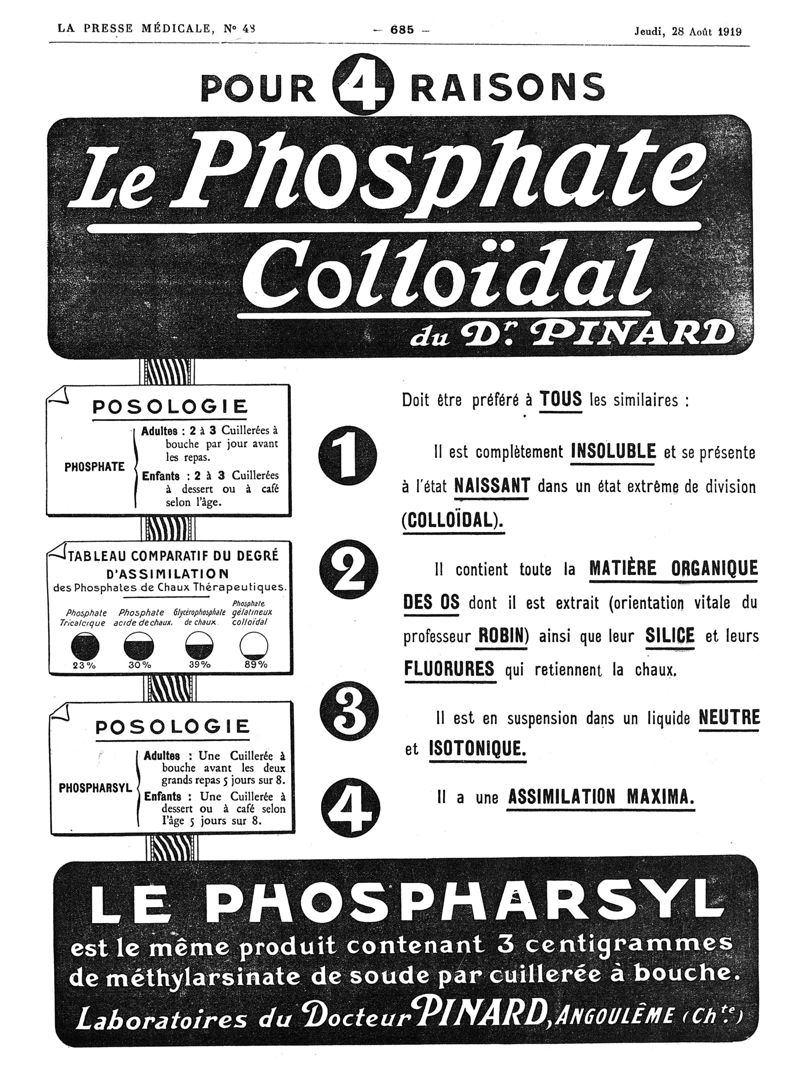 LA PRESSE MÉDICALE, N° 48 — 685 — Jeudi, 28 Août 1919
POUR 4 RAISONS
Le Phosphate
Colloïdal
du Dr. PINARD
POSOLOGIE
PHOSPHATE
Adultes : 2 à 3 Cuillerées à
bouche par jour avant
les repas.
Enfants : 2 à 3 Cuillerées
à dessert ou à café
selon l'âge.
TABLEAU COMPARATIF DU DEGRÉ
D'ASSIMILATION
des Phosphates de Chaux Thérapeutiques.
Phosphate
Tricalcique
23%
Phosphate
acide de chaux.
30%
Glycérophosphate
de chaux.
39%
Phosphate
gélatineux
colloïdal
89%
POSOLOGIE
PHOSPHARSYL
Adultes : Une Cuillerée à
bouche avant les deux
grands repas 5 jours sur 8.
Enfants : Une Cuillerée à
dessert ou à café selon
l'âge 5 jours sur 8.
Doit être préféré à TOUS les similaires :
1
Il est complètement INSOLUBLE et se présente
à l'état NAISSANT dans un état extrême de division
(COLLOÏDAL).
2
Il contient toute la MATIÈRE ORGANIQUE
DES OS dont il est extrait (orientation vitale du
professeur ROBIN) ainsi que leur SILICE et leurs
FLUORURES qui retiennent la chaux.
3
Il est en suspension dans un liquide NEUTRE
et ISOTONIQUE.
4
Il a une ASSIMILATION MAXIMA.
LE PHOSPHARSYL
est le même produit contenant 3 centigrammes
de méthylarsinate de soude par cuillerée à bouche.
Laboratoires du Docteur PINARD, ANGOULÊME (Chte.)